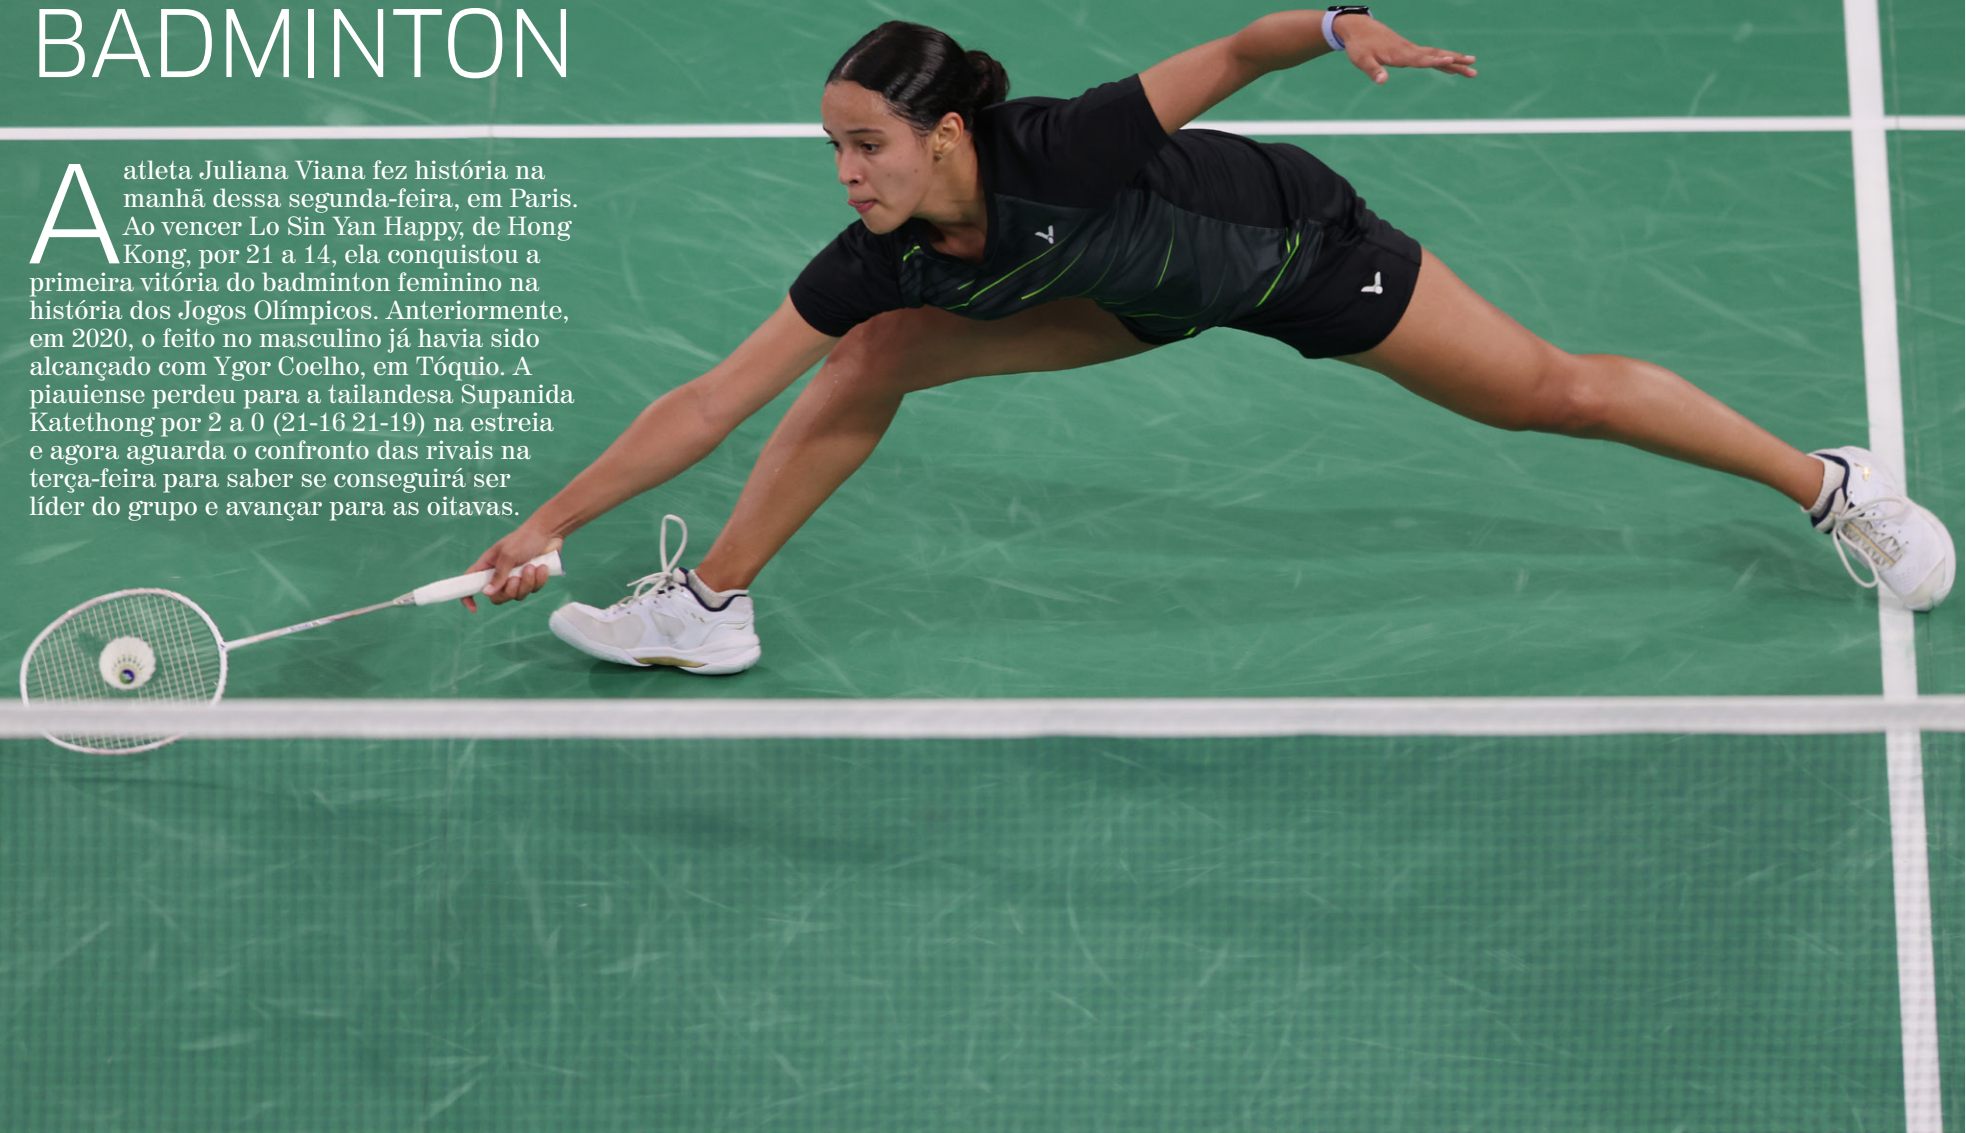 BADMINTON
A atleta Juliana Viana fez história na
manhã dessa segunda-feira, em Paris.
Ao vencer Lo Sin Yan Happy, de Hong
Kong, por 21 a 14, ela conquistou a
primeira vitória do badminton feminino na
história dos Jogos Olímpicos. Anteriormente,
em 2020, o feito no masculino já havia sido
alcançado com Ygor Coelho, em Tóquio. A
piauiense perdeu para a tailandesa Supanida
Katethong por 2 a 0 (21-16 21-19) na estreia
e agora aguarda o confronto das rivais na
terça-feira para saber se conseguirá ser
líder do grupo e avançar para as oitavas.